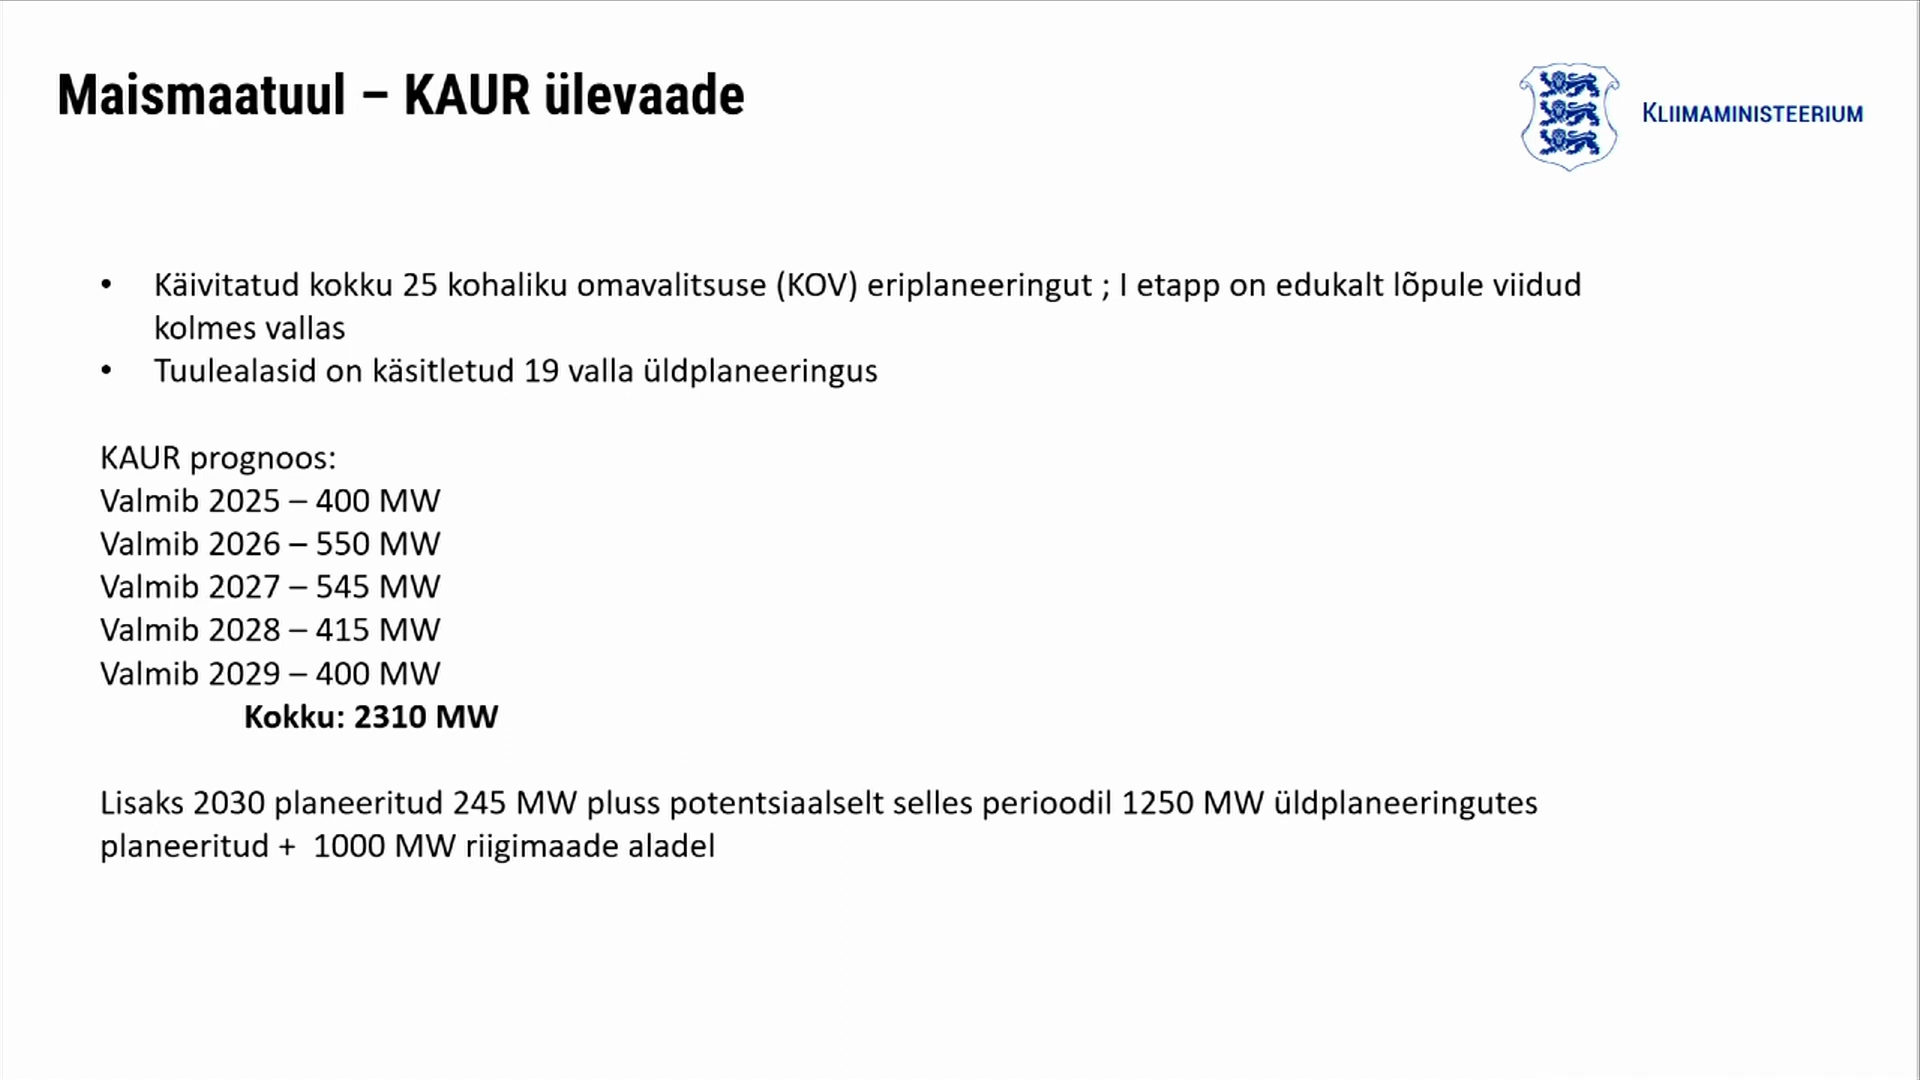 Maismaatuul – KAUR ülevaade
KLIIMAMINISTEERIUM
• Käivitatud kokku 25 kohaliku omavalitsuse (KOV) eriplaneeringut ; I etapp on edukalt lõpule viidud
kolmes vallas
• Tuulealasid on käsitletud 19 valla üldplaneeringus
KAUR prognoos:
Valmib 2025 – 400 MW
Valmib 2026 – 550 MW
Valmib 2027 – 545 MW
Valmib 2028 – 415 MW
Valmib 2029 – 400 MW
Kokku: 2310 MW
Lisaks 2030 planeeritud 245 MW pluss potentsiaalselt selles perioodil 1250 MW üldplaneeringutes
planeeritud + 1000 MW riigimaade aladel